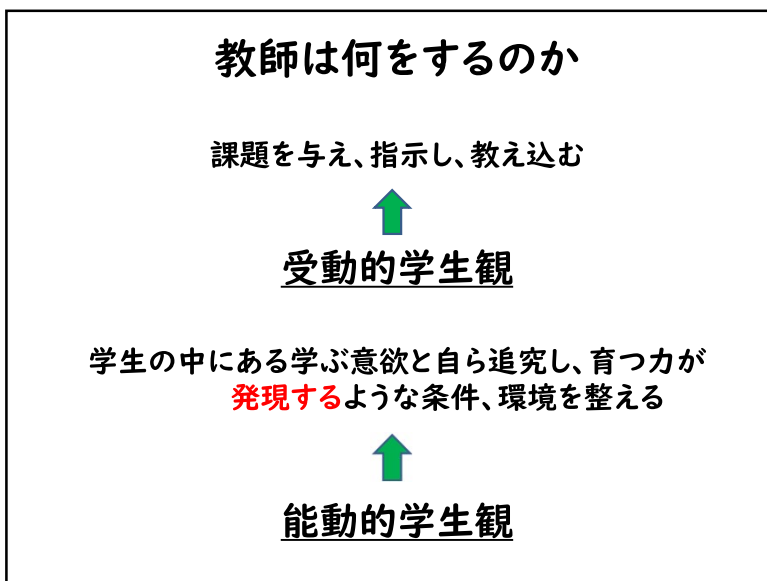 教師は何をするのか
課題を与え、指示し、教え込む
受動的学生観
学生の中にある学ぶ意欲と自ら追究し、育つ力が
発現するような条件、環境を整える
能動的学生観